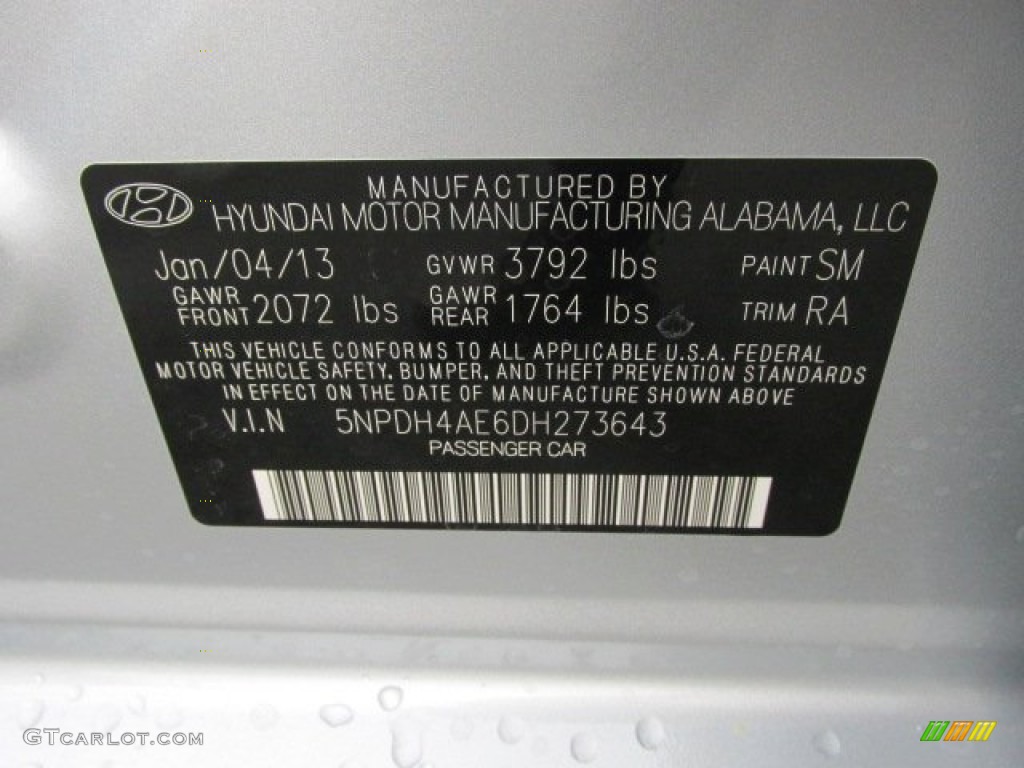 MANUFACTURED BY
HYUNDAI MOTOR MANUFACTURING ALABAMA, LLC
Jan/04/13 GVWR 3792 lbs PAINT SM
GAWR FRONT 2072 lbs GAWR REAR 1764 lbs TRIM RA
THIS VEHICLE CONFORMS TO ALL APPLICABLE U.S.A. FEDERAL
MOTOR VEHICLE SAFETY, BUMPER, AND THEFT PREVENTION STANDARDS
IN EFFECT ON THE DATE OF MANUFACTURE SHOWN ABOVE
V.I.N 5NPDH4AE6DH273643
PASSENGER CAR
GTCARLOT.COM